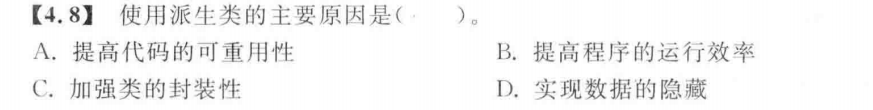 【4.8】 使用派生类的主要原因是(    )。
A. 提高代码的可重用性    B. 提高程序的运行效率
C. 加强类的封装性    D. 实现数据的隐藏